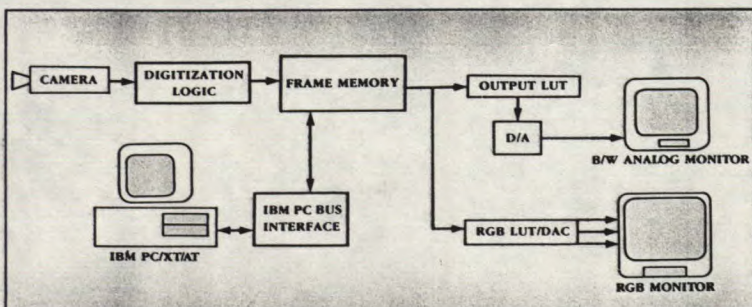 CAMERA
DIGITIZATION
LOGIC
FRAME MEMORY
OUTPUT LUT
D/A
B/W ANALOG MONITOR
IBM PC BUS
INTERFACE
IBM PC/XT/AT
RGB LUT/DAC
RGB MONITOR